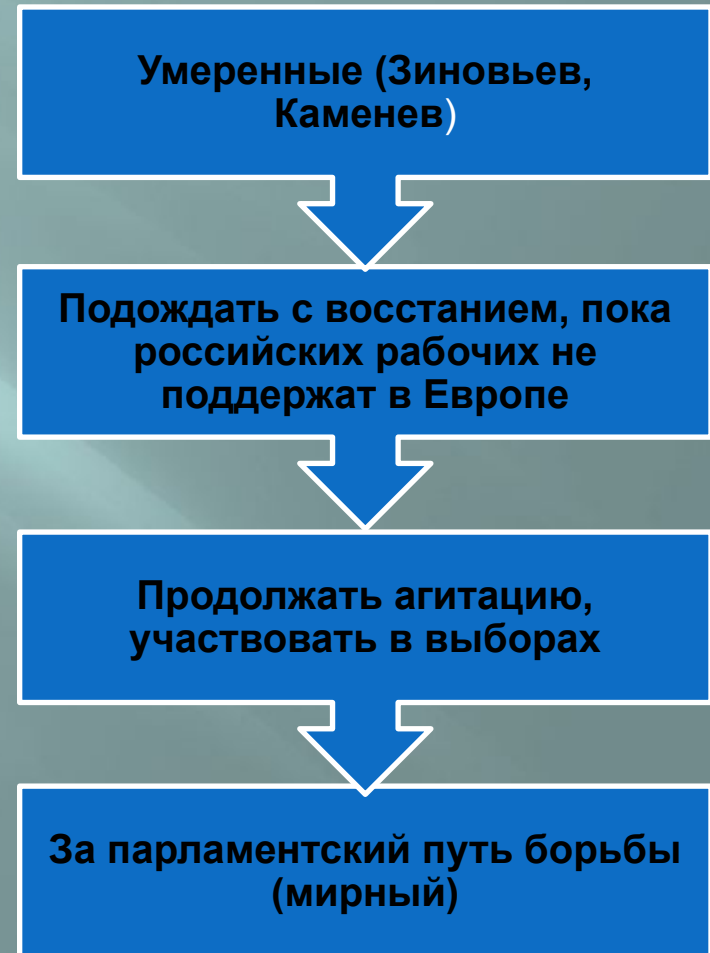 Умеренные (Зиновьев,
Каменев)
Подождать с восстанием, пока
российских рабочих не
поддержат в Европе
Продолжать агитацию,
участвовать в выборах
За парламентский путь борьбы
(мирный)